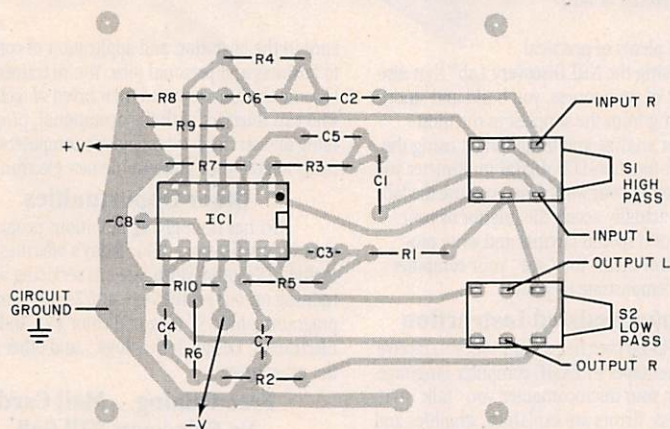 R4
R8
C6
C2
INPUT R
R9
+V
C5
R7
R3
S1
HIGH
PASS
C1
IC1
C8
INPUT L
C3
R1
OUTPUT L
R10
R5
CIRCUIT
GROUND
C4
R6
C7
S2
LOW
PASS
R2
OUTPUT R
-V